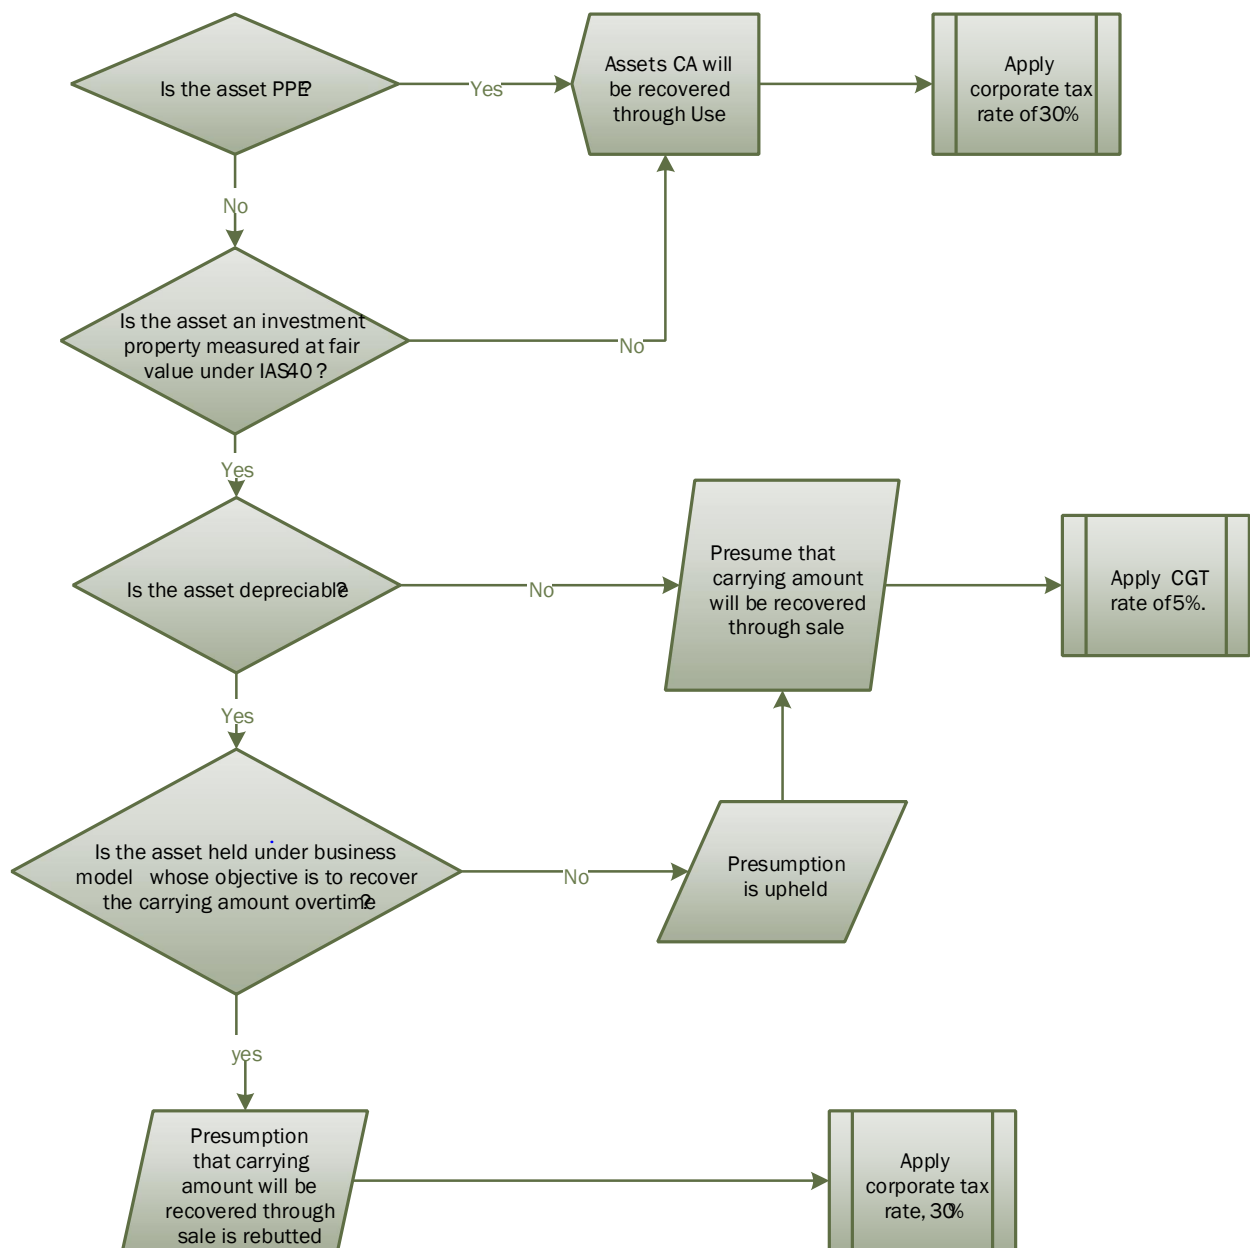 Is the asset PPE?
Yes
Assets CA will
be recovered
through Use
Apply
corporate tax
rate of 30%
No
Is the asset an investment
property measured at fair
value under IAS40 ?
No
Yes
Is the asset depreciable?
No
Presume that
carrying amount
will be recovered
through sale
Apply CGT
rate of 5%.
Yes
Is the asset held under business
model whose objective is to recover
the carrying amount overtime?
No
Presumption
is upheld
yes
Presumption
that carrying
amount will be
recovered through
sale is rebutted
Apply
corporate tax
rate, 30%